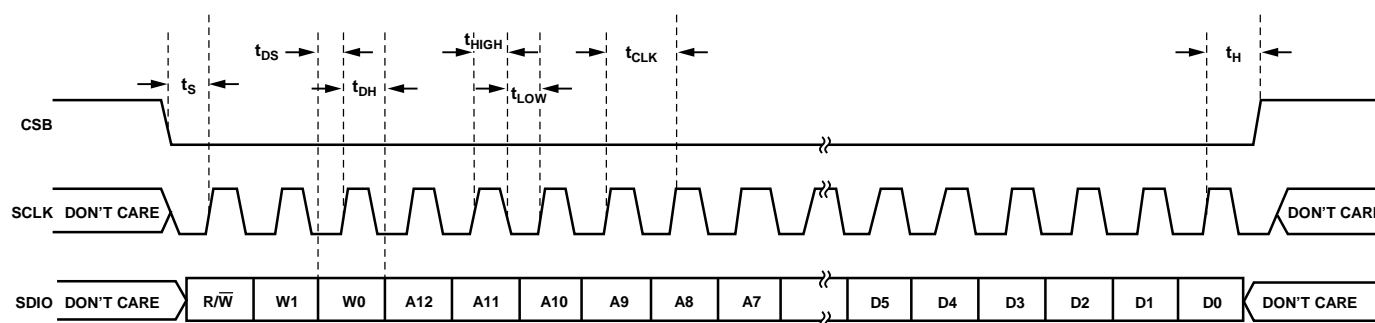 tDS
tHIGH
tCLK
tH
tS
tDH
tLOW
CSB
SCLK DON'T CARE
DON'T CARE
SDIO DON'T CARE R/W̅ W1 W0 A12 A11 A10 A9 A8 A7 D5 D4 D3 D2 D1 D0 DON'T CARE